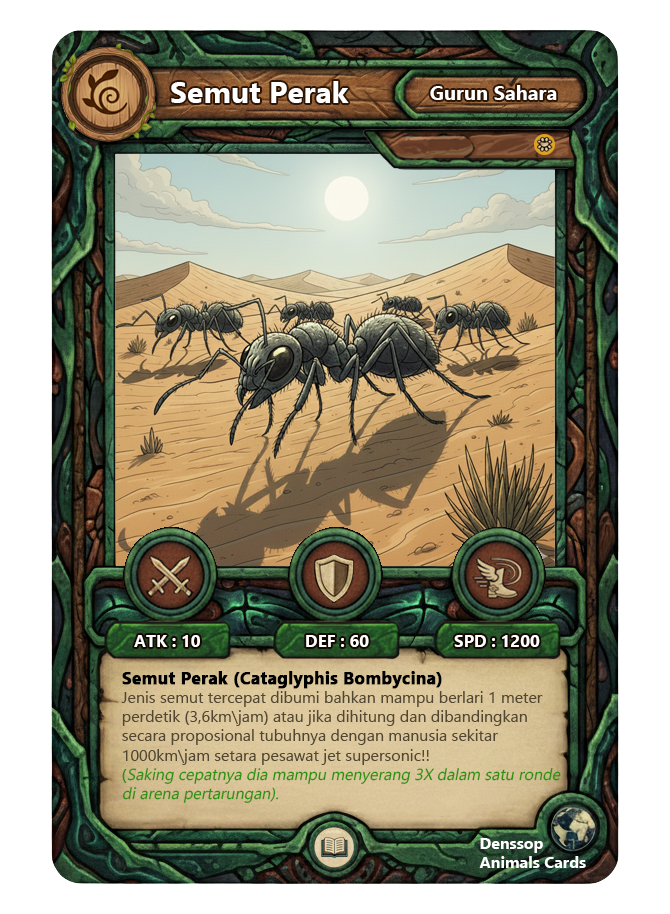 Semut Perak
Gurun Sahara
ATK : 10
DEF : 60
SPD : 1200
Semut Perak (Cataglyphis Bombycina)
Jenis semut tercepat dibumi bahkan mampu berlari 1 meter
perdetik (3,6km\jam) atau jika dihitung dan dibandingkan
secara proposional tubuhnya dengan manusia sekitar
1000km\jam setara pesawat jet supersonic!!
(Saking cepatnya dia mampu menyerang 3X dalam satu ronde
di arena pertarungan).
Denssop
Animals Cards